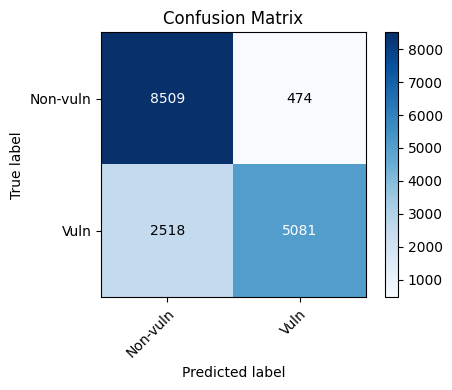 Confusion Matrix
True label
Non-vuln
8509
474
Vuln
2518
5081
Non-vuln
Vuln
Predicted label
8000
7000
6000
5000
4000
3000
2000
1000